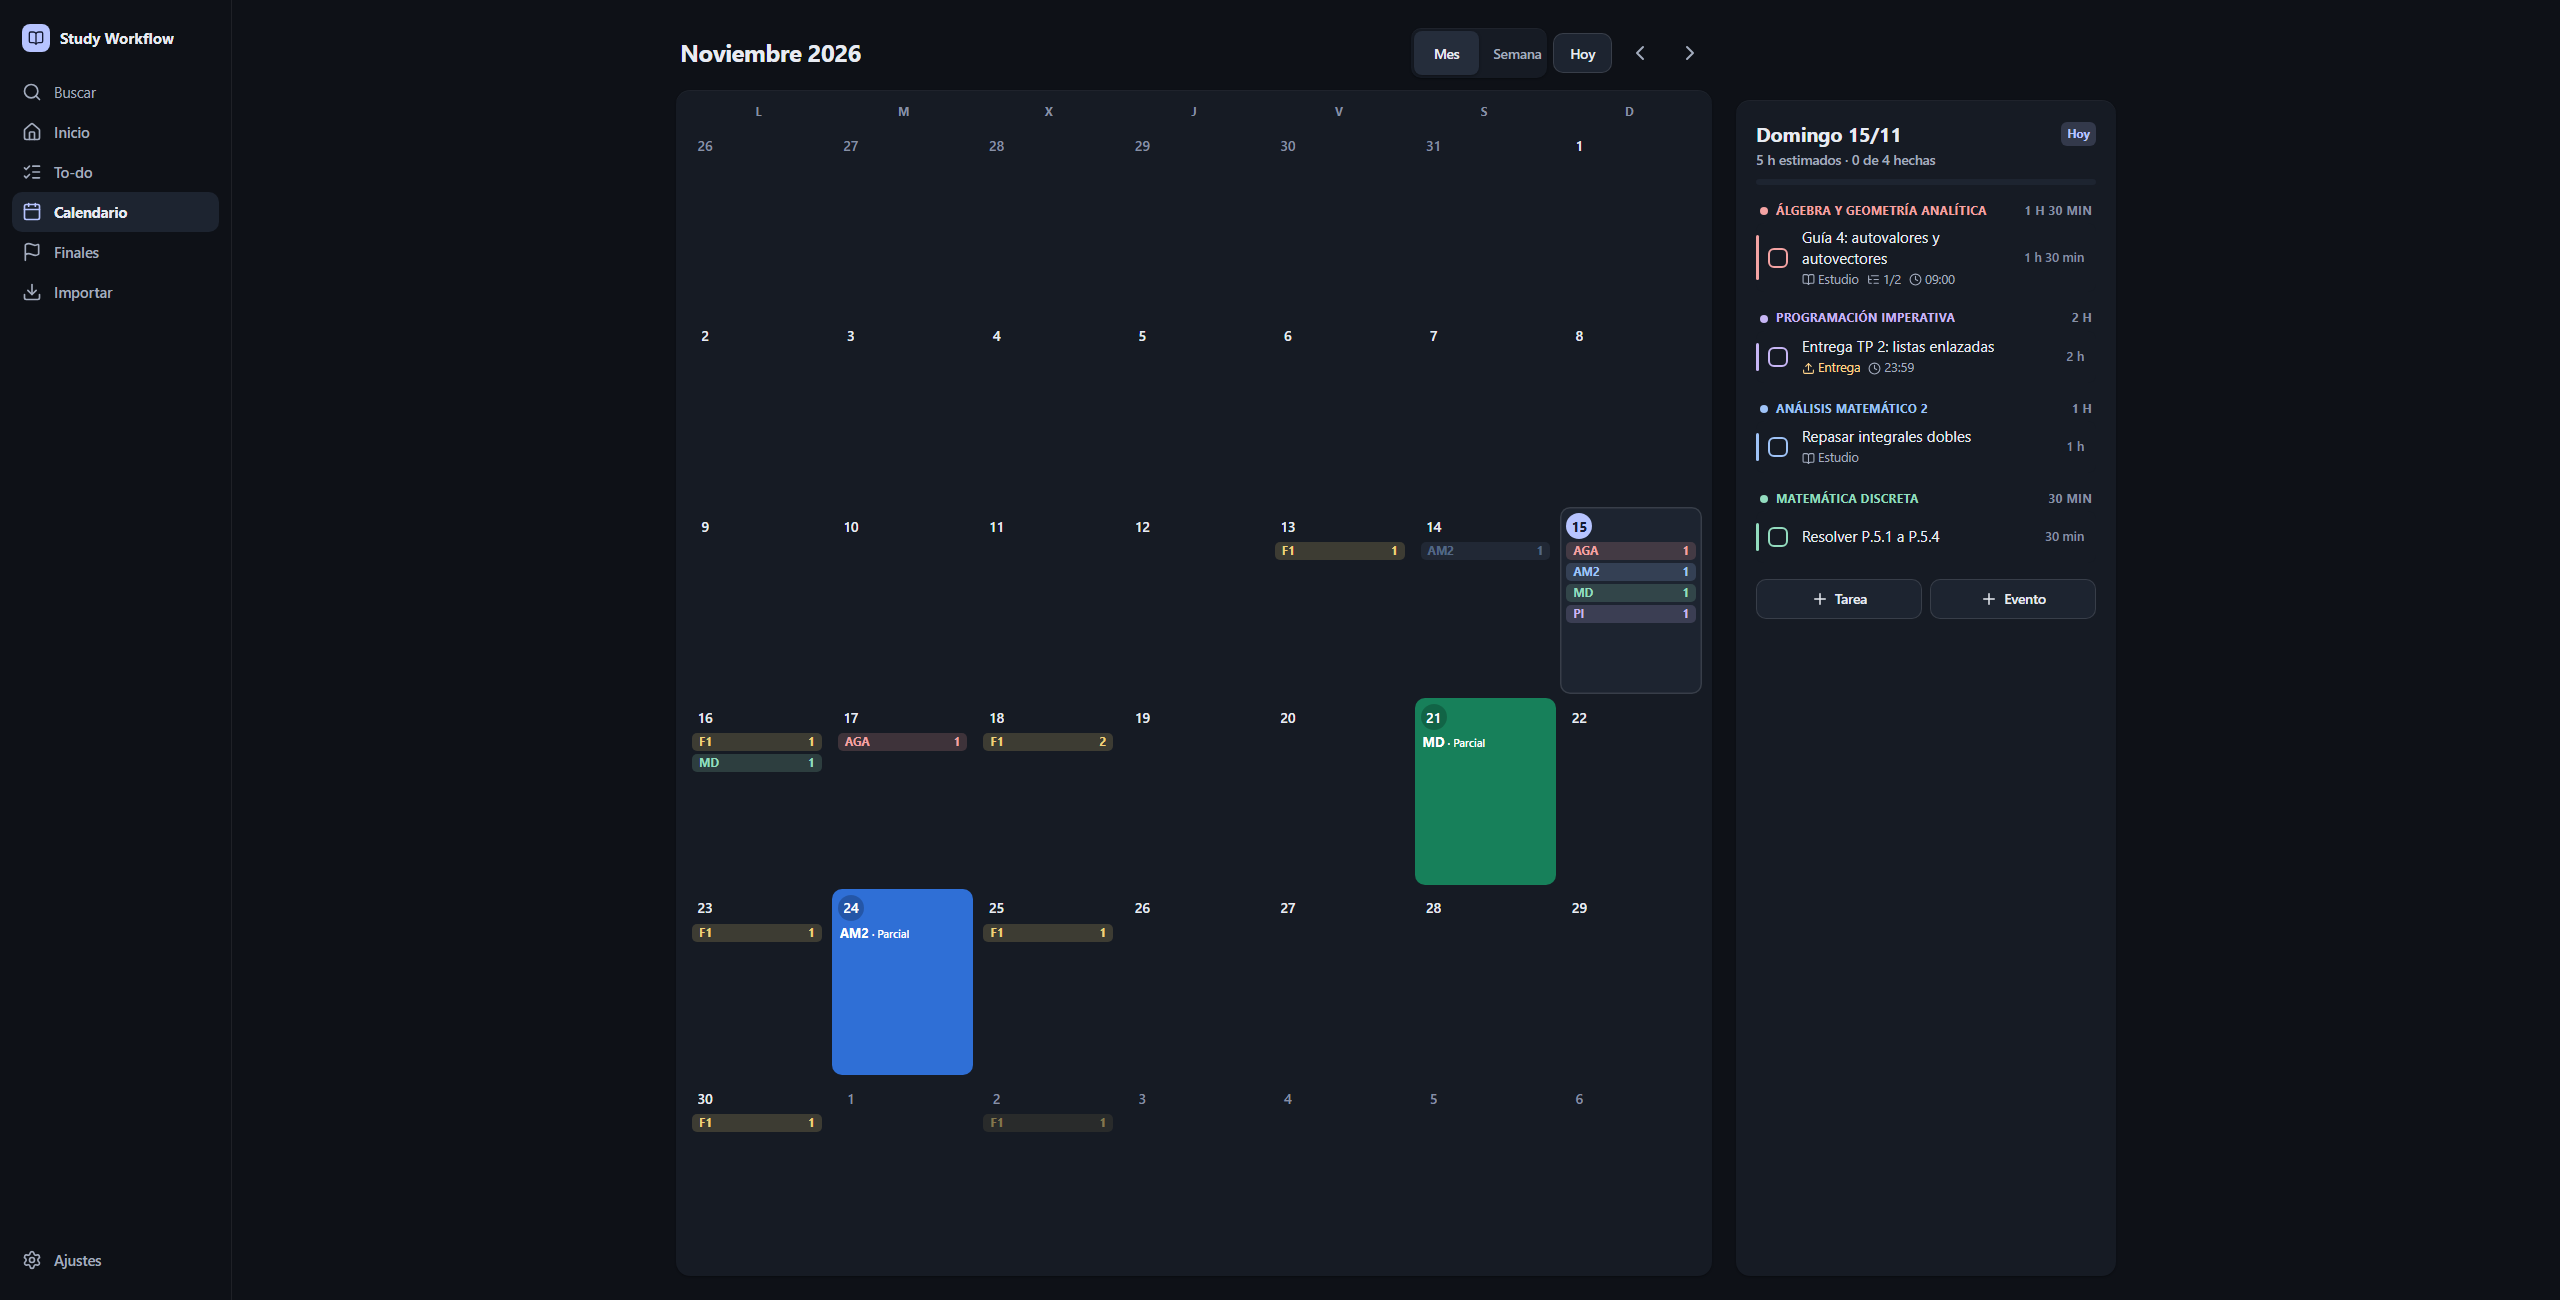 Study Workflow
Buscar
Inicio
To-do
Calendario
Finales
Importar
Ajustes
Noviembre 2026
Mes
Semana
Hoy
L M X J V S D
26 27 28 29 30 31 1
2 3 4 5 6 7 8
9 10 11 12 13 14 15
F1 1
AM2 1
AGA 1
AM2 1
MD 1
PI 1
16 17 18 19 20 21 22
F1 1
MD 1
AGA 1
F1 2
MD · Parcial
23 24 25 26 27 28 29
F1 1
AM2 · Parcial
F1 1
30 1 2 3 4 5 6
F1 1
F1 1
Domingo 15/11
Hoy
5 h estimados · 0 de 4 hechas
ÁLGEBRA Y GEOMETRÍA ANALÍTICA 1 H 30 MIN
Guía 4: autovalores y
autovectores
1 h 30 min
Estudio 1/2 09:00
PROGRAMACIÓN IMPERATIVA 2 H
Entrega TP 2: listas enlazadas
2 h
Entrega 23:59
ANÁLISIS MATEMÁTICO 2 1 H
Repasar integrales dobles
1 h
Estudio
MATEMÁTICA DISCRETA 30 MIN
Resolver P.5.1 a P.5.4 30 min
+ Tarea
+ Evento